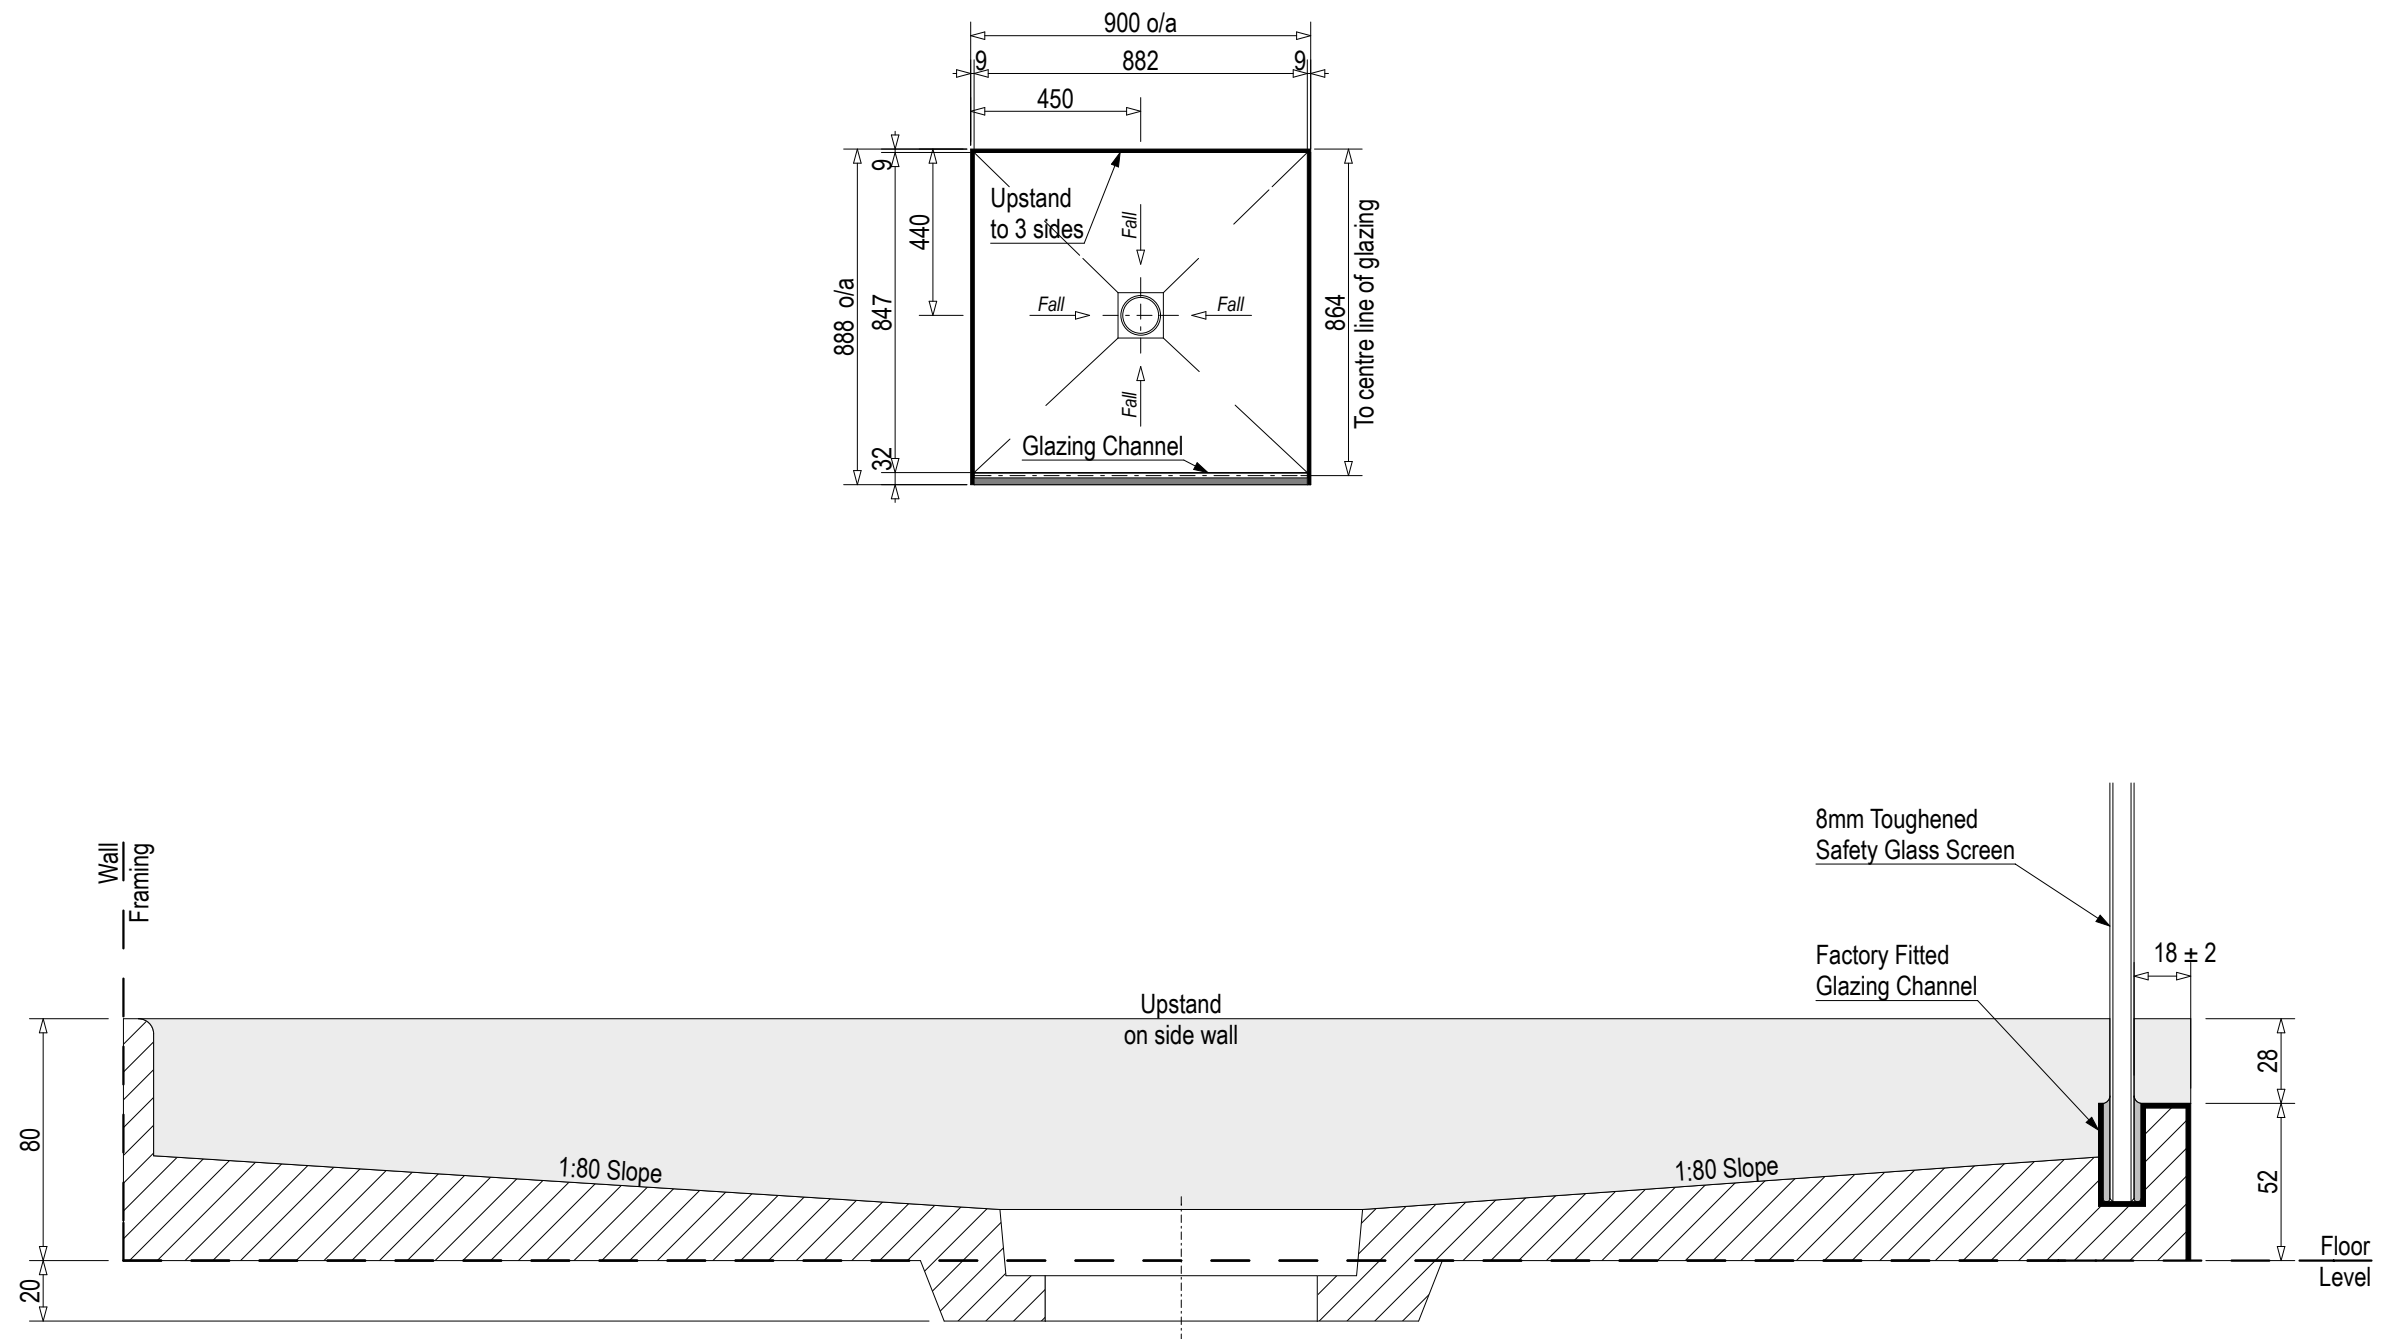 900 o/a
9
882
9
450
9
Upstand
to 3 sides
440
Fall
888 o/a
847
Fall
Fall
864
To centre line of glazing
Fall
32
Glazing Channel
8mm Toughened
Safety Glass Screen
Wall
Framing
Factory Fitted
Glazing Channel
18 ± 2
Upstand
on side wall
28
80
1:80 Slope
1:80 Slope
52
20
Floor
Level